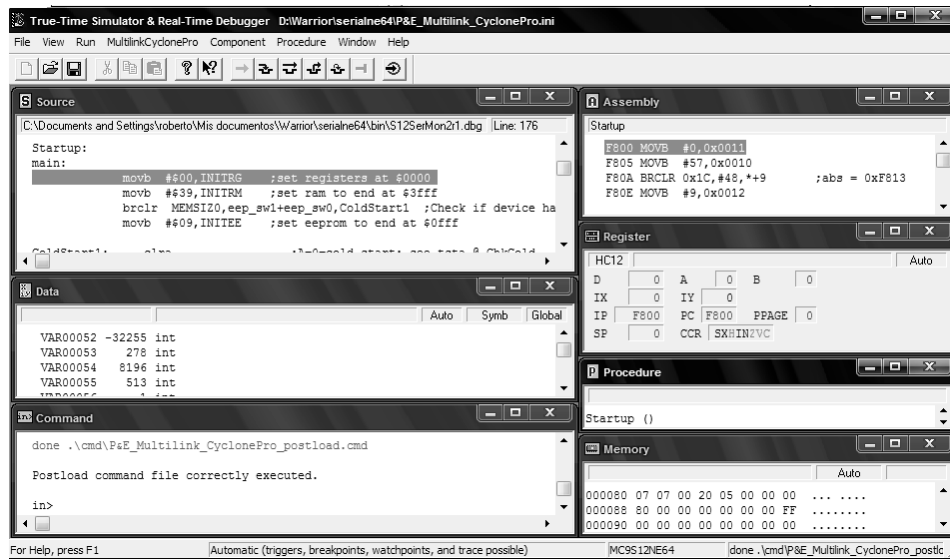 True-Time Simulator & Real-Time Debugger D:\Warrior\serialne64\P&E_Multilink_CyclonePro.ini
File View Run MultilinkCyclonePro Component Procedure Window Help
Source
C:\Documents and Settings\roberto\Mis documentos\Warrior\serialne64\bin\S12SerMon2r1.dbg Line: 176
Startup:
main:
movb #$00,INITRG ;set registers at $0000
movb #$39,INITRM ;set ram to end at $3fff
brclr MEMSIZ0,eep_sw1+eep_sw0,ColdStart1 ;Check if device ha
movb #$09,INITEE ;set eeprom to end at $0fff
Assembly
Startup
F800 MOVB #0,0x0011
F805 MOVB #57,0x0010
F80A BRCLR 0x1C,#48,*+9 ;abs = 0xF813
F80E MOVB #9,0x0012
Register
HC12 Auto
D 0 A 0 B 0
IX 0 IY 0
IP F800 PC F800 PPAGE 0
SP 0 CCR SXHINZVC
Data
Auto Symb Global
VAR00052 -32255 int
VAR00053 278 int
VAR00054 8196 int
VAR00055 513 int
Procedure
Startup ()
Command
done .\cmd\P&E_Multilink_CyclonePro_postload.cmd
Postload command file correctly executed.
in>
Memory
Auto
000080 07 07 00 20 05 00 00 00 ... ....
000088 80 00 00 00 00 00 00 FF ........
000090 00 00 00 00 00 00 00 00 ........
For Help, press F1
Automatic (triggers, breakpoints, watchpoints, and trace possible)
MC9S12NE64
done .\cmd\P&E_Multilink_CyclonePro_postlc